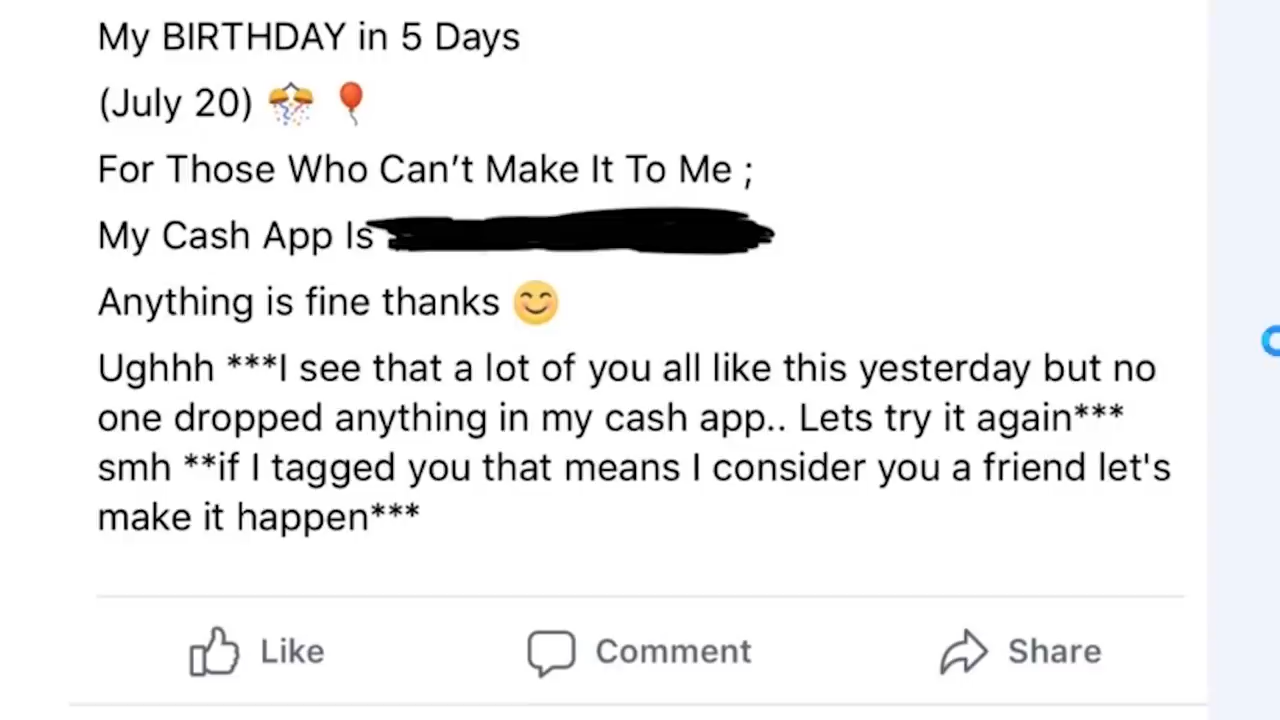 My BIRTHDAY in 5 Days
(July 20) 🎊 🎈
For Those Who Can't Make It To Me ;
My Cash App Is
Anything is fine thanks 😊
Ughhh ***I see that a lot of you all like this yesterday but no
one dropped anything in my cash app.. Lets try it again***
smh **if I tagged you that means I consider you a friend let's
make it happen***
Like Comment Share